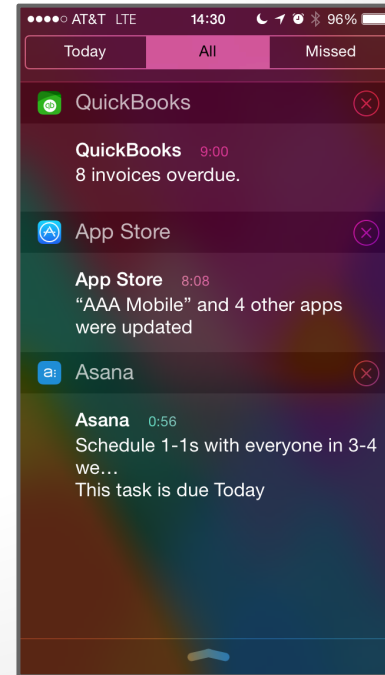 AT&T LTE 14:30 96%
Today All Missed
qb QuickBooks
QuickBooks 9:00
8 invoices overdue.
App Store
App Store 8:08
“AAA Mobile” and 4 other apps
were updated
a: Asana
Asana 0:56
Schedule 1-1s with everyone in 3-4
we…
This task is due Today